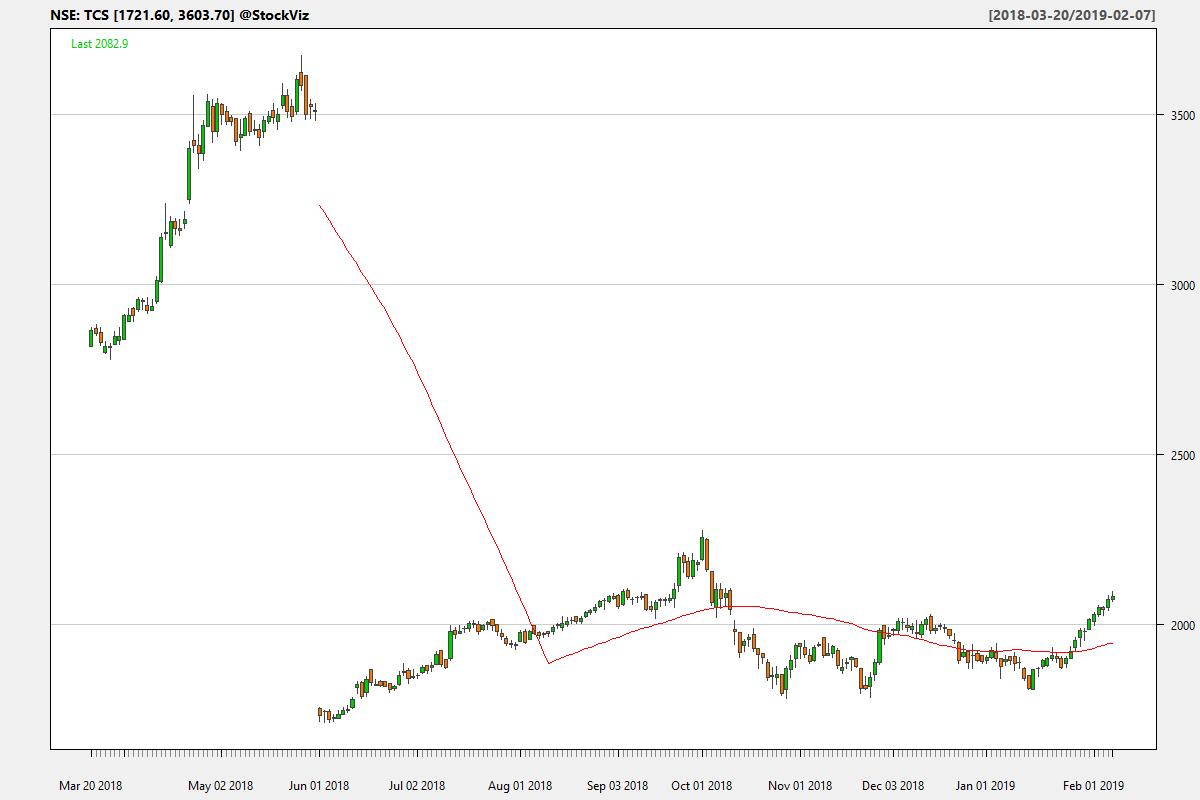 NSE: TCS [1721.60, 3603.70] @StockViz [2018-03-20/2019-02-07]
Last 2082.9
3500
3000
2500
2000
Mar 20 2018 May 02 2018 Jun 01 2018 Jul 02 2018 Aug 01 2018 Sep 03 2018 Oct 01 2018 Nov 01 2018 Dec 03 2018 Jan 01 2019 Feb 01 2019